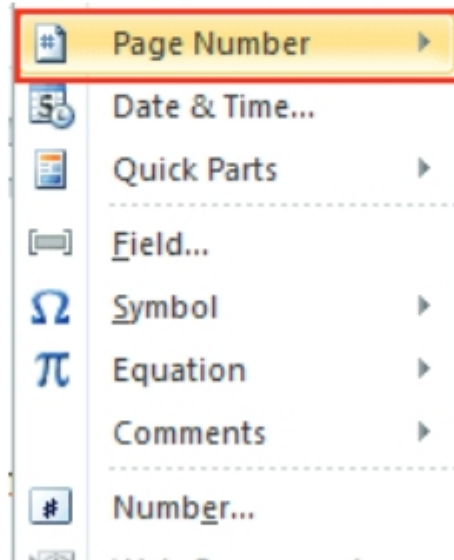 Page Number
Date & Time...
Quick Parts
Field...
Symbol
Equation
Comments
Number...